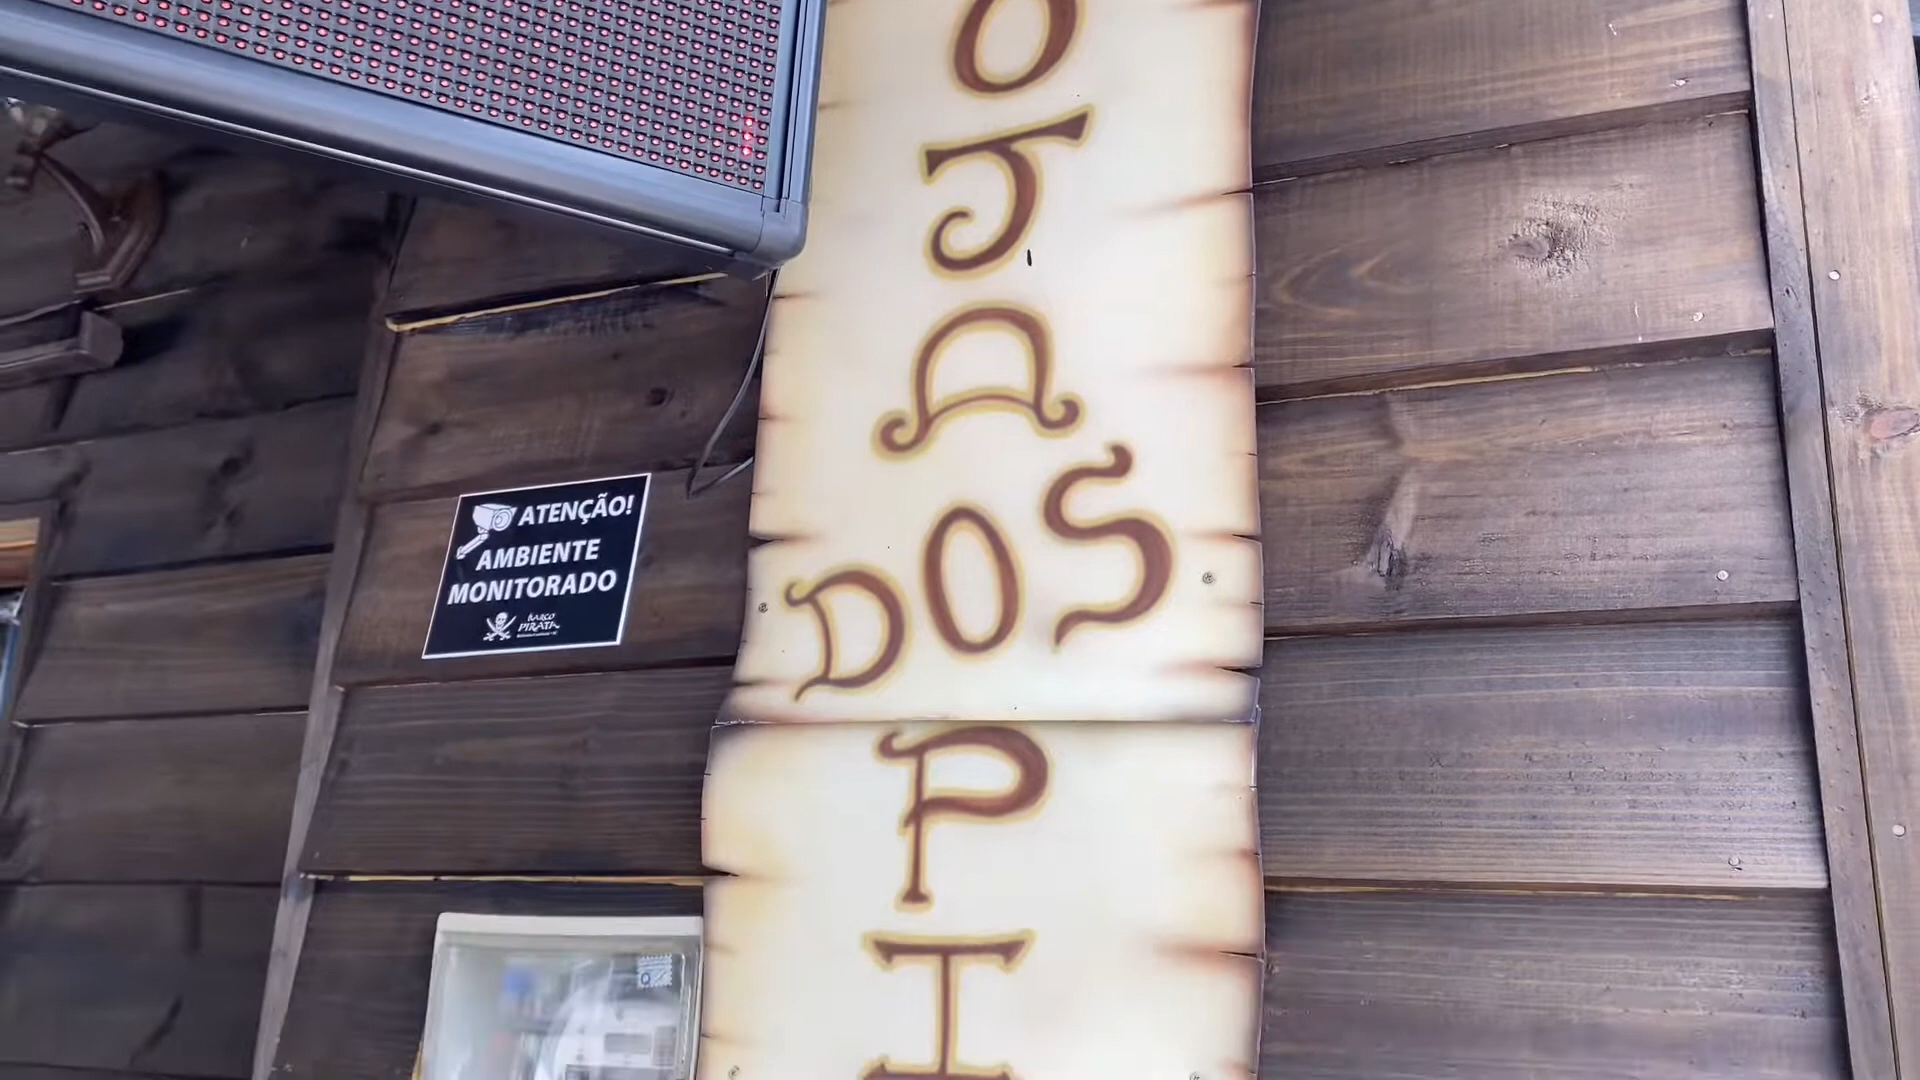 O
J
A
DOS
P
I
ATENÇÃO!
AMBIENTE
MONITORADO
BARCO
PIRATA